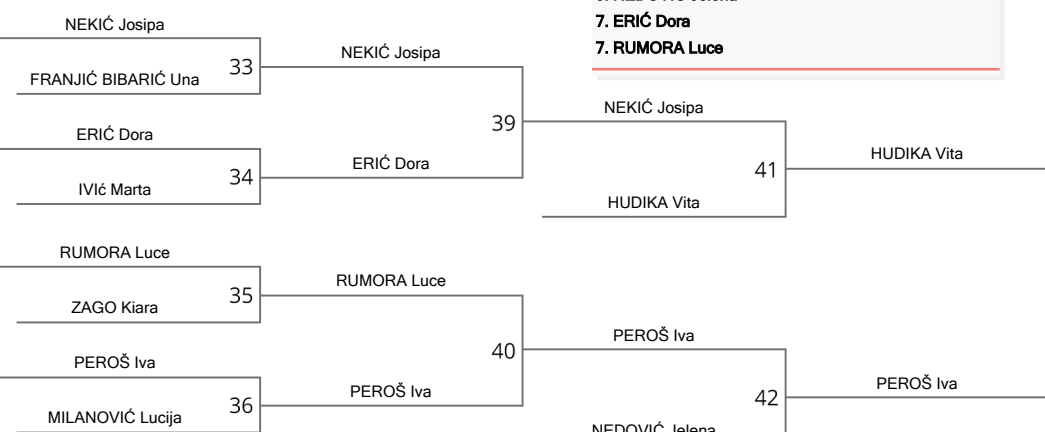 7. ERIĆ Dora
7. RUMORA Luce
NEKIĆ Josipa
33
FRANJIĆ BIBARIĆ Una
NEKIĆ Josipa
ERIĆ Dora
34
IVIć Marta
ERIĆ Dora
39
NEKIĆ Josipa
41
HUDIKA Vita
HUDIKA Vita
RUMORA Luce
35
ZAGO Kiara
RUMORA Luce
PEROŠ Iva
36
MILANOVIĆ Lucija
PEROŠ Iva
40
PEROŠ Iva
42
NEDOVIĆ Jelena
PEROŠ Iva